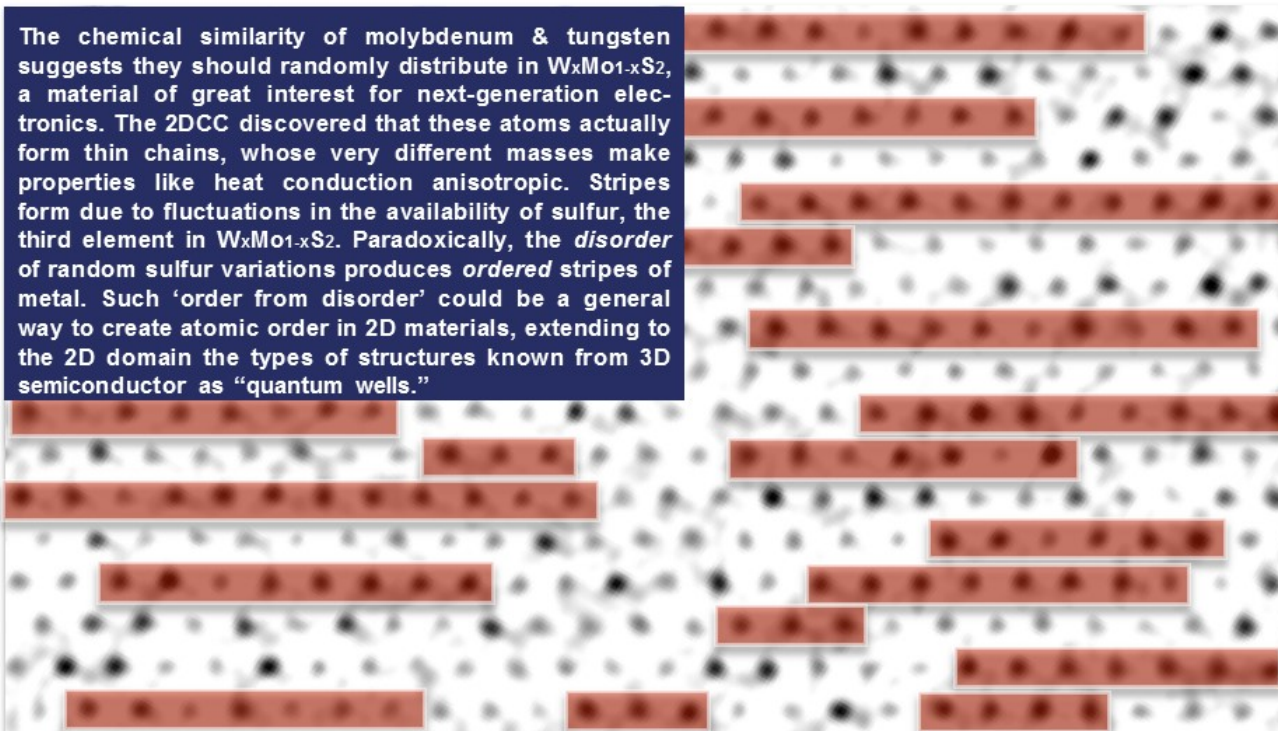 The chemical similarity of molybdenum & tungsten
suggests they should randomly distribute in WxMo1-xS2,
a material of great interest for next-generation elec-
tronics. The 2DCC discovered that these atoms actually
form thin chains, whose very different masses make
properties like heat conduction anisotropic. Stripes
form due to fluctuations in the availability of sulfur, the
third element in WxMo1-xS2. Paradoxically, the disorder
of random sulfur variations produces ordered stripes of
metal. Such ‘order from disorder’ could be a general
way to create atomic order in 2D materials, extending to
the 2D domain the types of structures known from 3D
semiconductor as “quantum wells.”